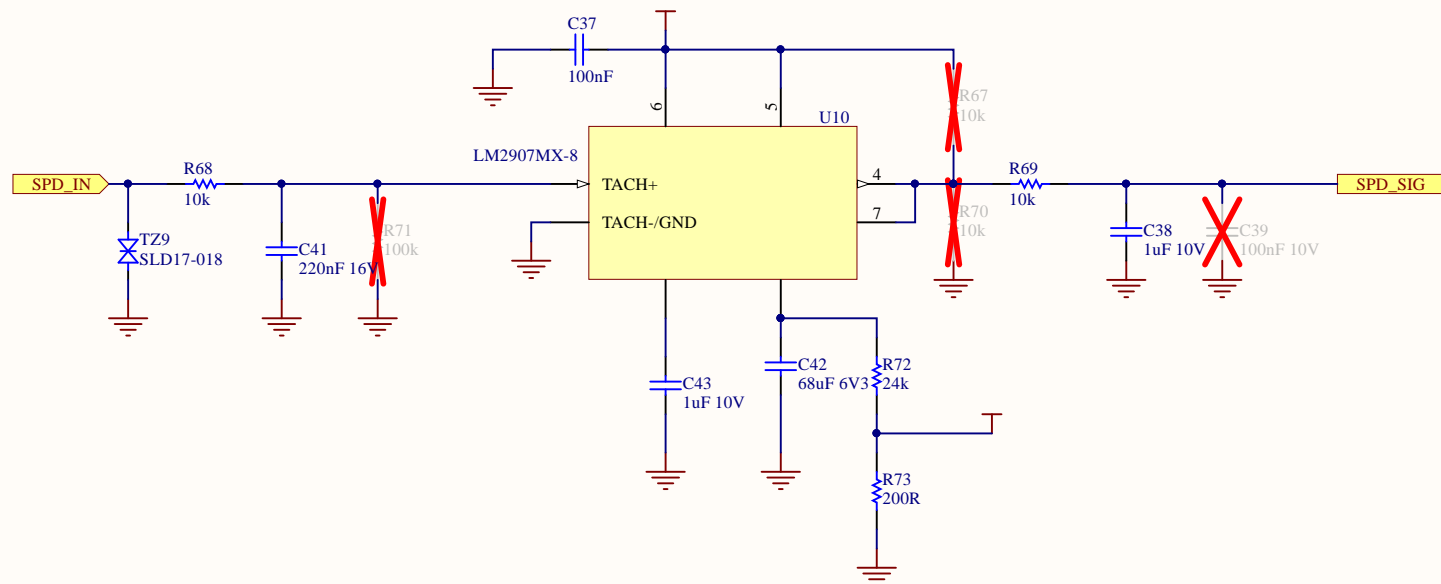 C37
100nF
6
5
R67
10k
U10
LM2907MX-8
SPD_IN
R68
10k
TACH+
4
R69
10k
SPD_SIG
TACH-/GND
7
R70
10k
R71
100k
TZ9
SLD17-018
C41
220nF 16V
C38
1uF 10V
C39
100nF 10V
C43
1uF 10V
C42
68uF 6V3
R72
24k
R73
200R